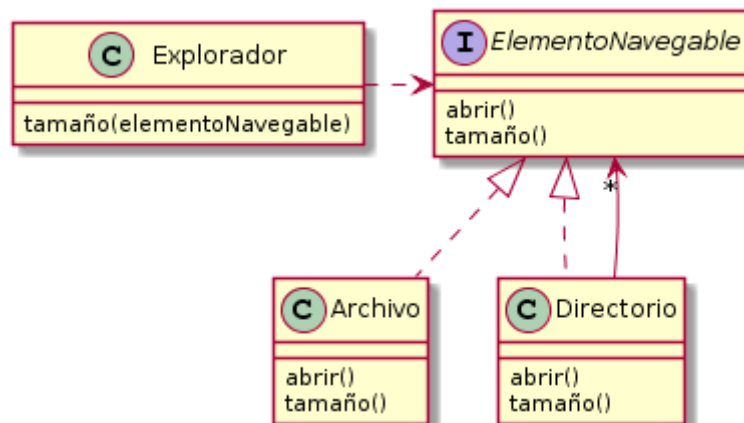 C Explorador
tamaño(elementoNavegable)
I ElementoNavegable
abrir()
tamaño()
*
C Archivo
abrir()
tamaño()
C Directorio
abrir()
tamaño()